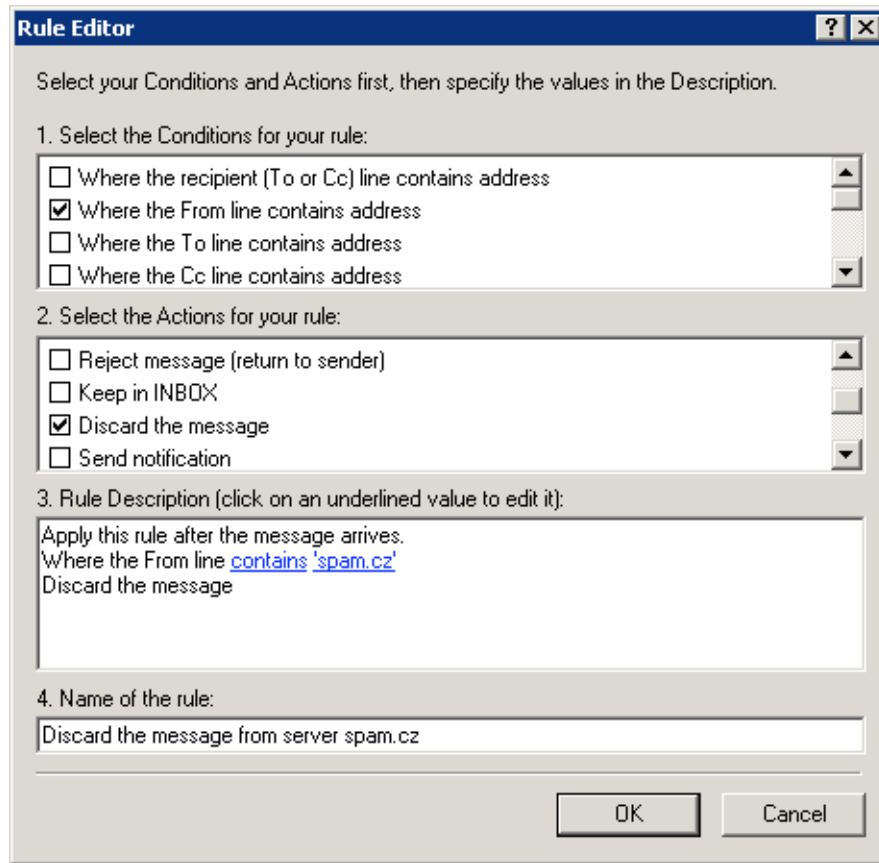 Rule Editor
Select your Conditions and Actions first, then specify the values in the Description.
1. Select the Conditions for your rule:
Where the recipient (To or Cc) line contains address
Where the From line contains address
Where the To line contains address
Where the Cc line contains address
2. Select the Actions for your rule:
Reject message (return to sender)
Keep in INBOX
Discard the message
Send notification
3. Rule Description (click on an underlined value to edit it):
Apply this rule after the message arrives.
Where the From line contains 'spam.cz'
Discard the message
4. Name of the rule:
Discard the message from server spam.cz
OK Cancel